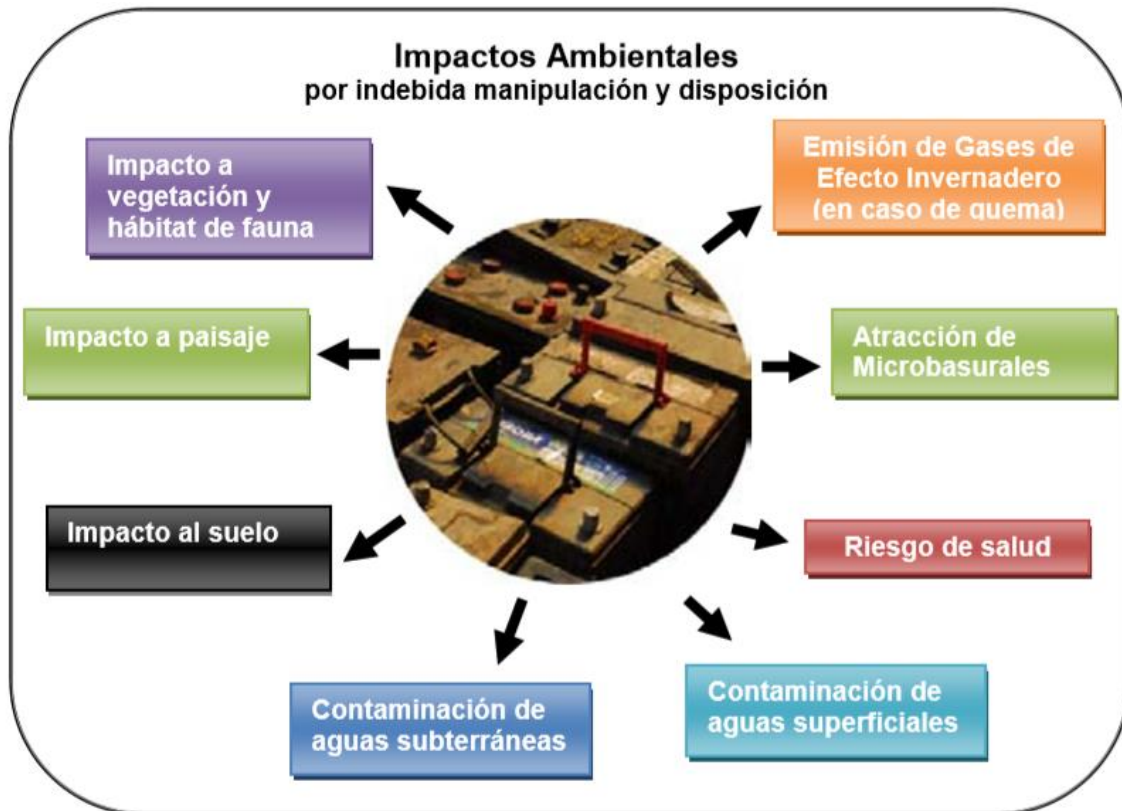 Impactos Ambientales
por indebida manipulación y disposición
Impacto a
vegetación y
hábitat de fauna
Emisión de Gases de
Efecto Invernadero
(en caso de quema)
Impacto a paisaje
Atracción de
Microbasurales
Impacto al suelo
Riesgo de salud
Contaminación de
aguas subterráneas
Contaminación de
aguas superficiales